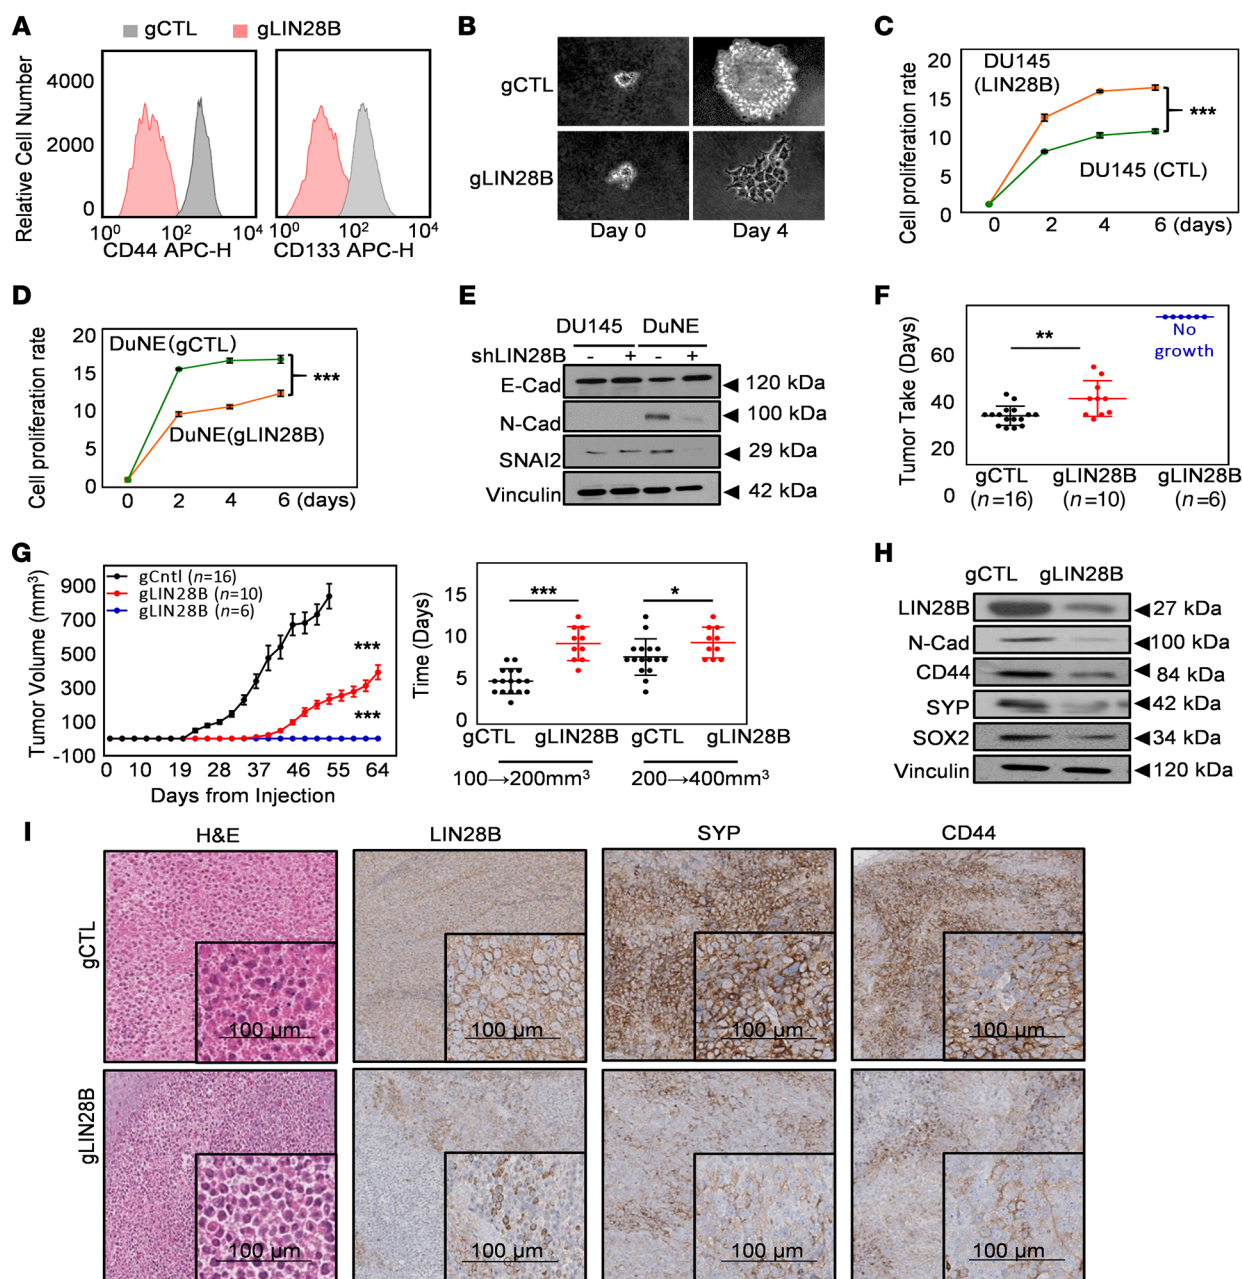 A
gCTL
gLIN28B
Relative Cell Number
4000
2000
0
10⁰ 10² 10⁴
CD44 APC-H
10⁰ 10² 10⁴
CD133 APC-H
B
gCTL
gLIN28B
Day 0
Day 4
C
Cell proliferation rate
20
15
10
5
0
DU145
(LIN28B)
***
DU145 (CTL)
0 2 4 6 (days)
D
Cell proliferation rate
20
15
10
5
0
DuNE(gCTL)
***
DuNE(gLIN28B)
0 2 4 6 (days)
E
DU145 DuNE
shLIN28B - + - +
E-Cad 120 kDa
N-Cad 100 kDa
SNAI2 29 kDa
Vinculin 42 kDa
F
Tumor Take (Days)
60
40
20
0
**
No
growth
gCTL gLIN28B gLIN28B
(n=16) (n=10) (n=6)
G
Tumor Volume (mm³)
900
700
500
300
100
-100
gCntl (n=16)
gLIN28B (n=10)
gLIN28B (n=6)
***
***
0 10 19 28 37 46 55 64
Days from Injection
Time (Days)
15
10
5
0
***
*
gCTL gLIN28B gCTL gLIN28B
100→200mm³ 200→400mm³
H
gCTL gLIN28B
LIN28B 27 kDa
N-Cad 100 kDa
CD44 84 kDa
SYP 42 kDa
SOX2 34 kDa
Vinculin 120 kDa
I
H&E LIN28B SYP CD44
gCTL
100 µm 100 µm 100 µm 100 µm
gLIN28B
100 µm 100 µm 100 µm 100 µm